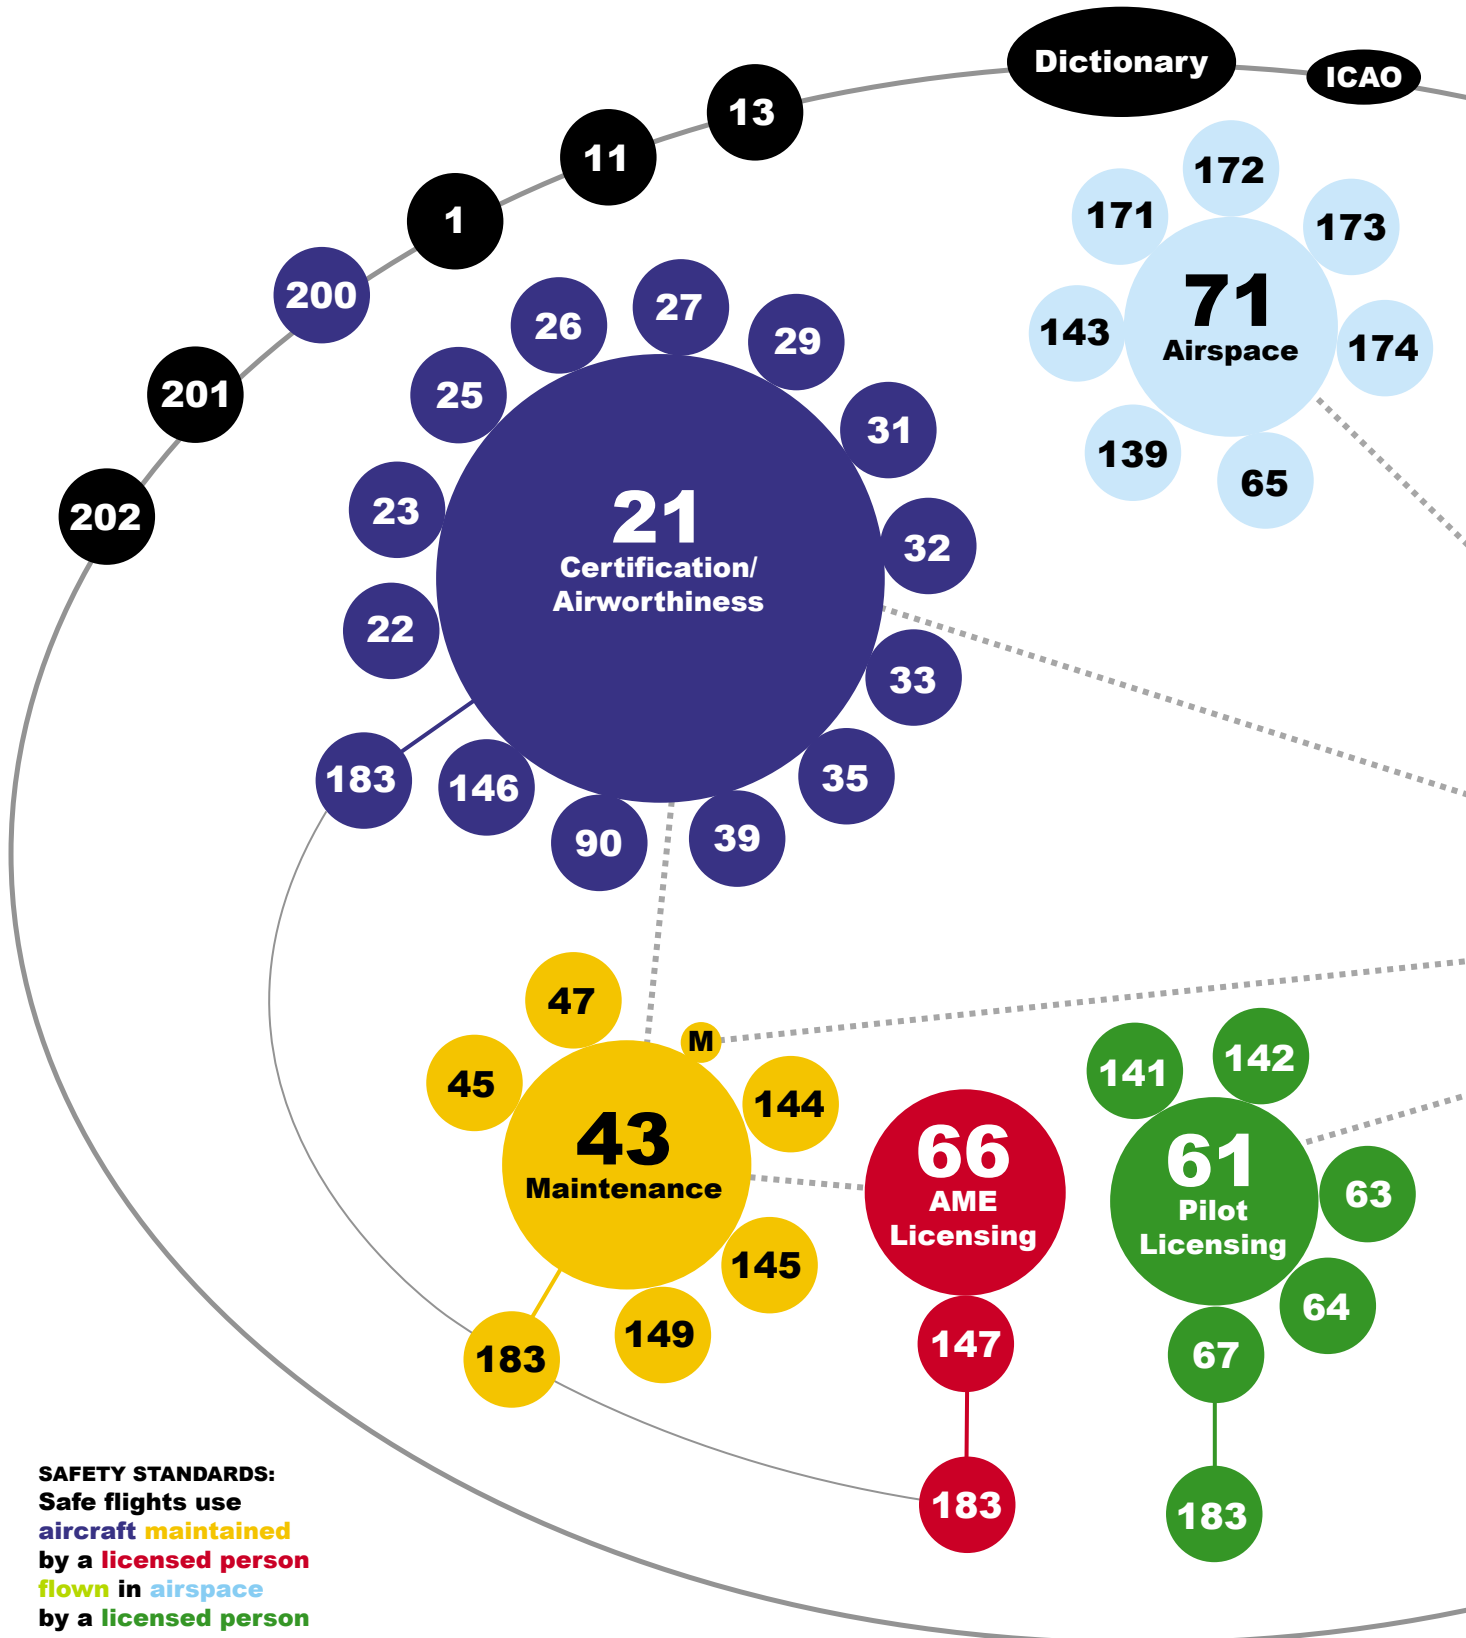 Dictionary
ICAO
13
11
1
200
201
202
172
171
173
71
Airspace
143
174
139
65
27
26
29
25
31
23
21
Certification/
Airworthiness
32
22
33
183
146
35
90
39
47
M
45
144
43
Maintenance
145
149
183
66
AME
Licensing
147
183
141
142
61
Pilot
Licensing
63
64
67
183
SAFETY STANDARDS:
Safe flights use
aircraft maintained
by a licensed person
flown in airspace
by a licensed person